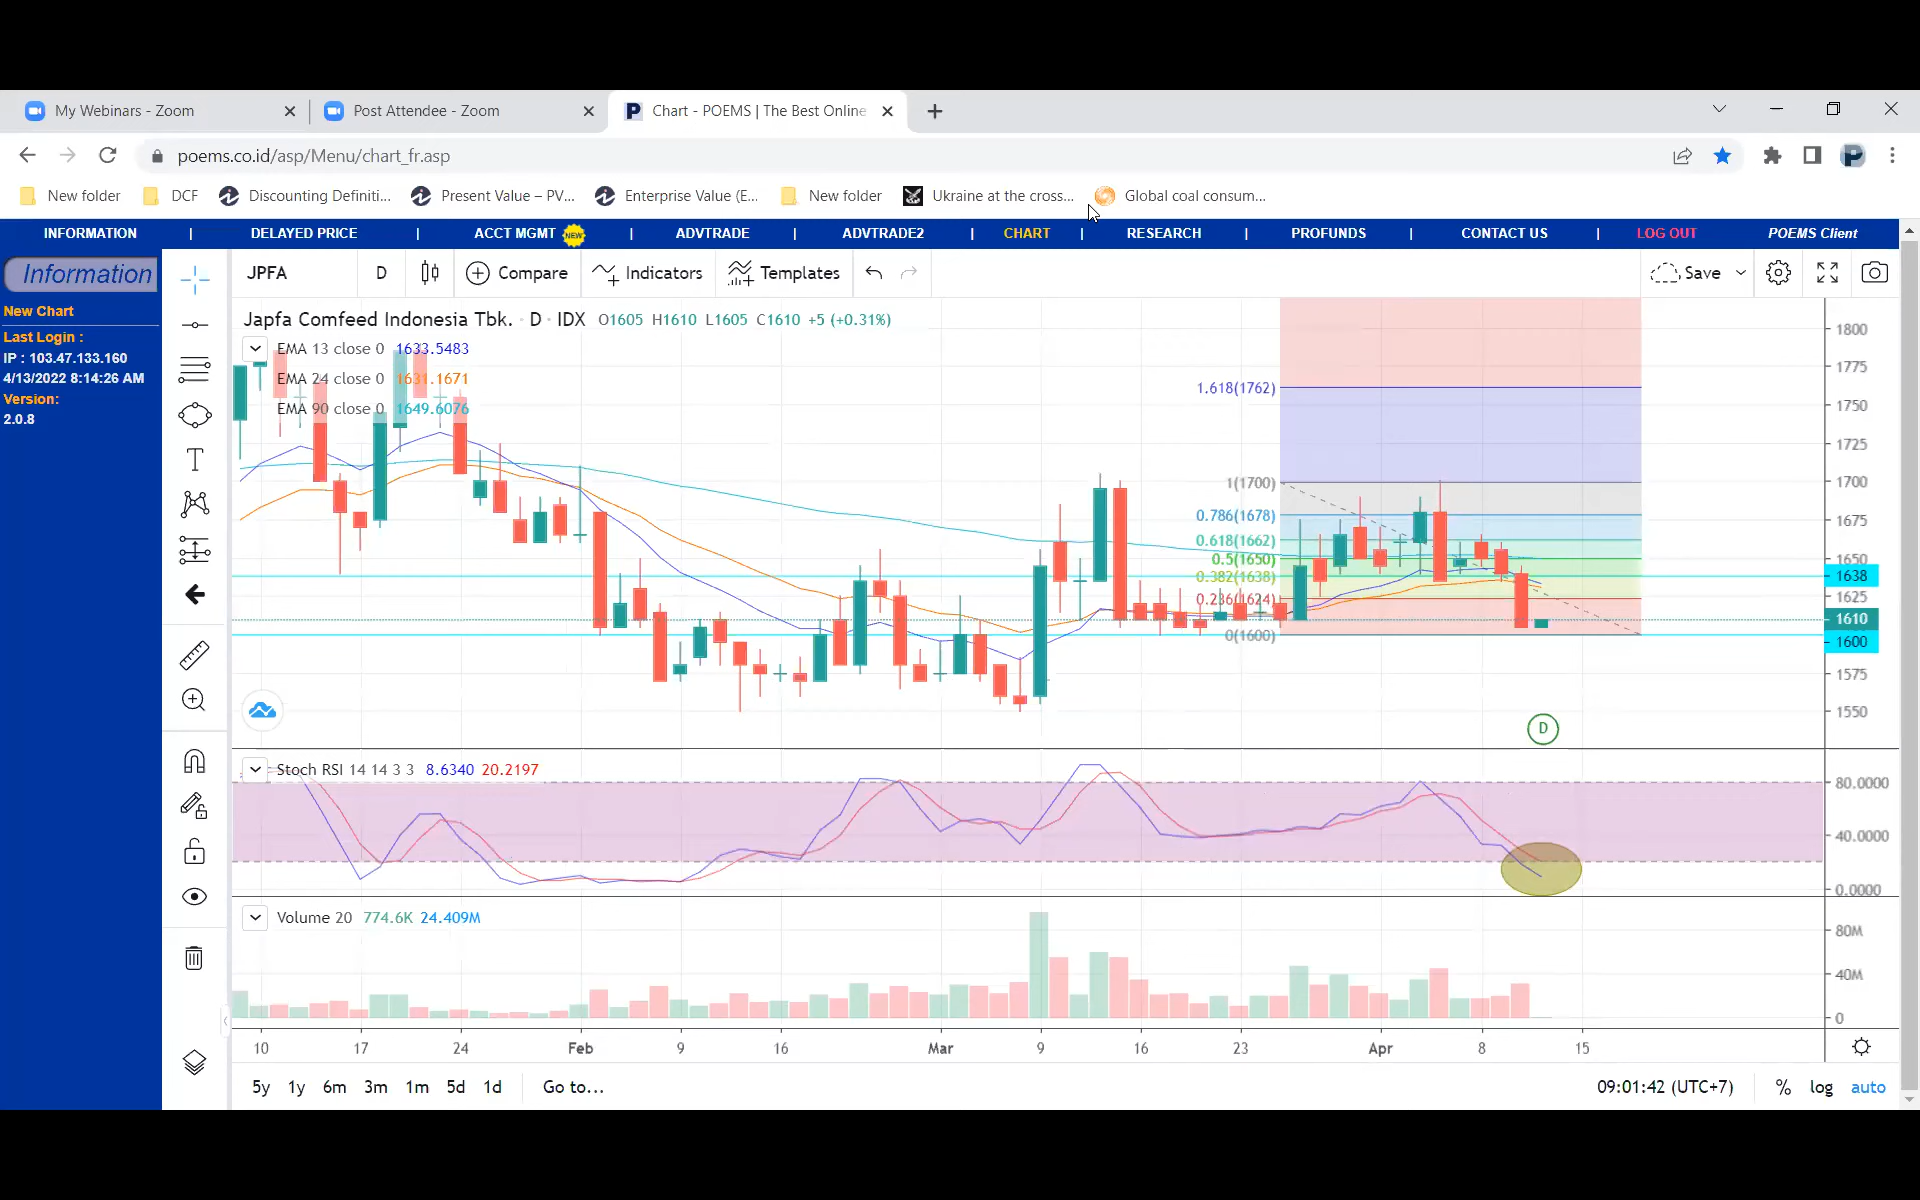 My Webinars - Zoom
Post Attendee - Zoom
Chart - POEMS | The Best Online
poems.co.id/asp/Menu/chart_fr.asp
New folder
DCF
Discounting Definiti...
Present Value – PV...
Enterprise Value (E...
New folder
Ukraine at the cross...
Global coal consum...
INFORMATION | DELAYED PRICE | ACCT MGMT NEW | ADVTRADE | ADVTRADE2 | CHART | RESEARCH | PROFUNDS | CONTACT US | LOG OUT POEMS Client
Information
New Chart
Last Login :
IP : 103.47.133.160
4/13/2022 8:14:26 AM
Version:
2.0.8
JPFA D Compare Indicators Templates Save
Japfa Comfeed Indonesia Tbk. · D · IDX O1605 H1610 L1605 C1610 +5 (+0.31%)
EMA 13 close 0 1633.5483
EMA 24 close 0 1631.1671
EMA 90 close 0 1649.6076
1.618(1762)
1(1700)
0.786(1678)
0.618(1662)
0.5(1650)
0.382(1638)
0.236(1624)
0(1600)
1800
1775
1750
1725
1700
1675
1650
1638
1625
1610
1600
1575
1550
D
Stoch RSI 14 14 3 3 8.6340 20.2197
80.0000
40.0000
0.0000
Volume 20 774.6K 24.409M
80M
40M
0
10 17 24 Feb 9 16 Mar 9 16 23 Apr 8 15
5y 1y 6m 3m 1m 5d 1d Go to... 09:01:42 (UTC+7) % log auto